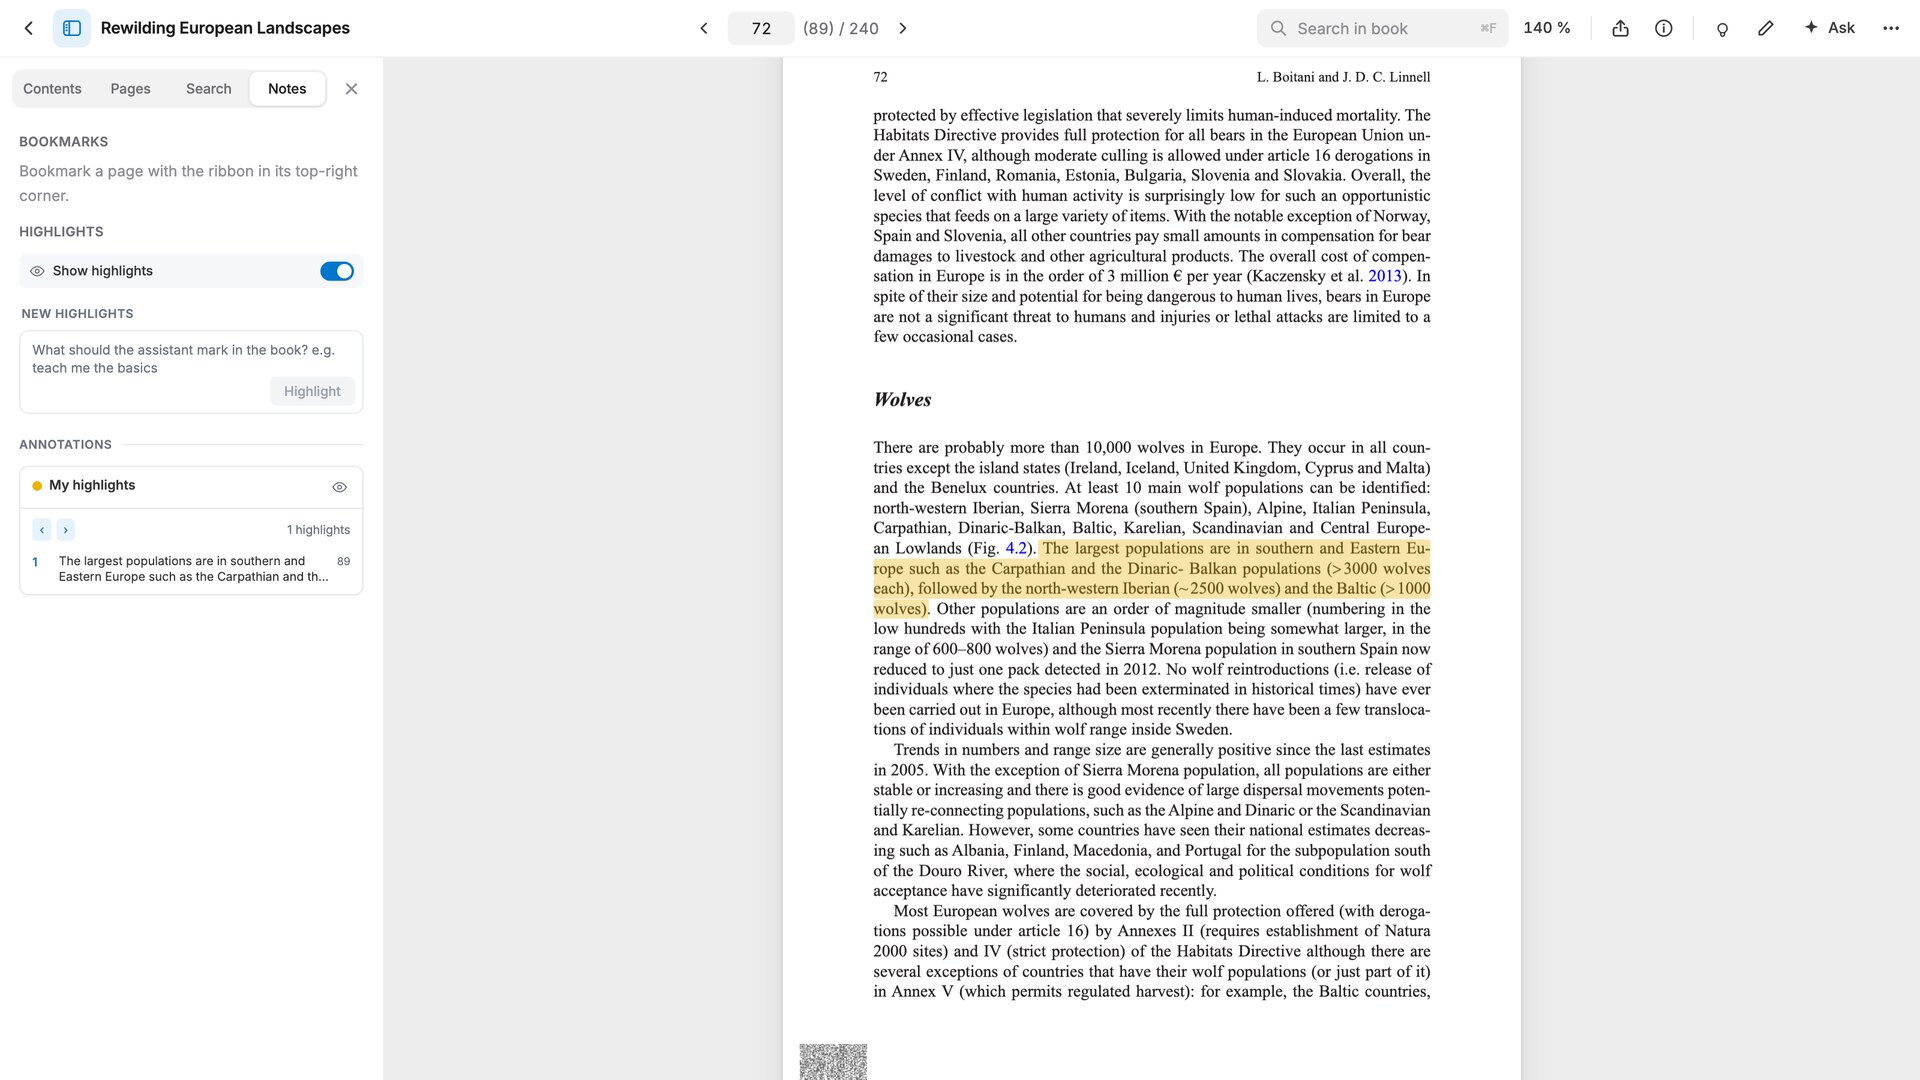 Rewilding European Landscapes
72
(89) / 240
Search in book
⌘F
140 %
Ask
Contents
Pages
Search
Notes
BOOKMARKS
Bookmark a page with the ribbon in its top-right
corner.
HIGHLIGHTS
Show highlights
NEW HIGHLIGHTS
What should the assistant mark in the book? e.g.
teach me the basics
Highlight
ANNOTATIONS
My highlights
1 highlights
1 The largest populations are in southern and 89
Eastern Europe such as the Carpathian and th...
72 L. Boitani and J. D. C. Linnell
protected by effective legislation that severely limits human-induced mortality. The
Habitats Directive provides full protection for all bears in the European Union un-
der Annex IV, although moderate culling is allowed under article 16 derogations in
Sweden, Finland, Romania, Estonia, Bulgaria, Slovenia and Slovakia. Overall, the
level of conflict with human activity is surprisingly low for such an opportunistic
species that feeds on a large variety of items. With the notable exception of Norway,
Spain and Slovenia, all other countries pay small amounts in compensation for bear
damages to livestock and other agricultural products. The overall cost of compen-
sation in Europe is in the order of 3 million € per year (Kaczensky et al. 2013). In
spite of their size and potential for being dangerous to human lives, bears in Europe
are not a significant threat to humans and injuries or lethal attacks are limited to a
few occasional cases.
Wolves
There are probably more than 10,000 wolves in Europe. They occur in all coun-
tries except the island states (Ireland, Iceland, United Kingdom, Cyprus and Malta)
and the Benelux countries. At least 10 main wolf populations can be identified:
north-western Iberian, Sierra Morena (southern Spain), Alpine, Italian Peninsula,
Carpathian, Dinaric-Balkan, Baltic, Karelian, Scandinavian and Central Europe-
an Lowlands (Fig. 4.2). The largest populations are in southern and Eastern Eu-
rope such as the Carpathian and the Dinaric- Balkan populations (>3000 wolves
each), followed by the north-western Iberian (~2500 wolves) and the Baltic (>1000
wolves). Other populations are an order of magnitude smaller (numbering in the
low hundreds with the Italian Peninsula population being somewhat larger, in the
range of 600–800 wolves) and the Sierra Morena population in southern Spain now
reduced to just one pack detected in 2012. No wolf reintroductions (i.e. release of
individuals where the species had been exterminated in historical times) have ever
been carried out in Europe, although most recently there have been a few transloca-
tions of individuals within wolf range inside Sweden.
Trends in numbers and range size are generally positive since the last estimates
in 2005. With the exception of Sierra Morena population, all populations are either
stable or increasing and there is good evidence of large dispersal movements poten-
tially re-connecting populations, such as the Alpine and Dinaric or the Scandinavian
and Karelian. However, some countries have seen their national estimates decreas-
ing such as Albania, Finland, Macedonia, and Portugal for the subpopulation south
of the Douro River, where the social, ecological and political conditions for wolf
acceptance have significantly deteriorated recently.
Most European wolves are covered by the full protection offered (with deroga-
tions possible under article 16) by Annexes II (requires establishment of Natura
2000 sites) and IV (strict protection) of the Habitats Directive although there are
several exceptions of countries that have their wolf populations (or just part of it)
in Annex V (which permits regulated harvest): for example, the Baltic countries,